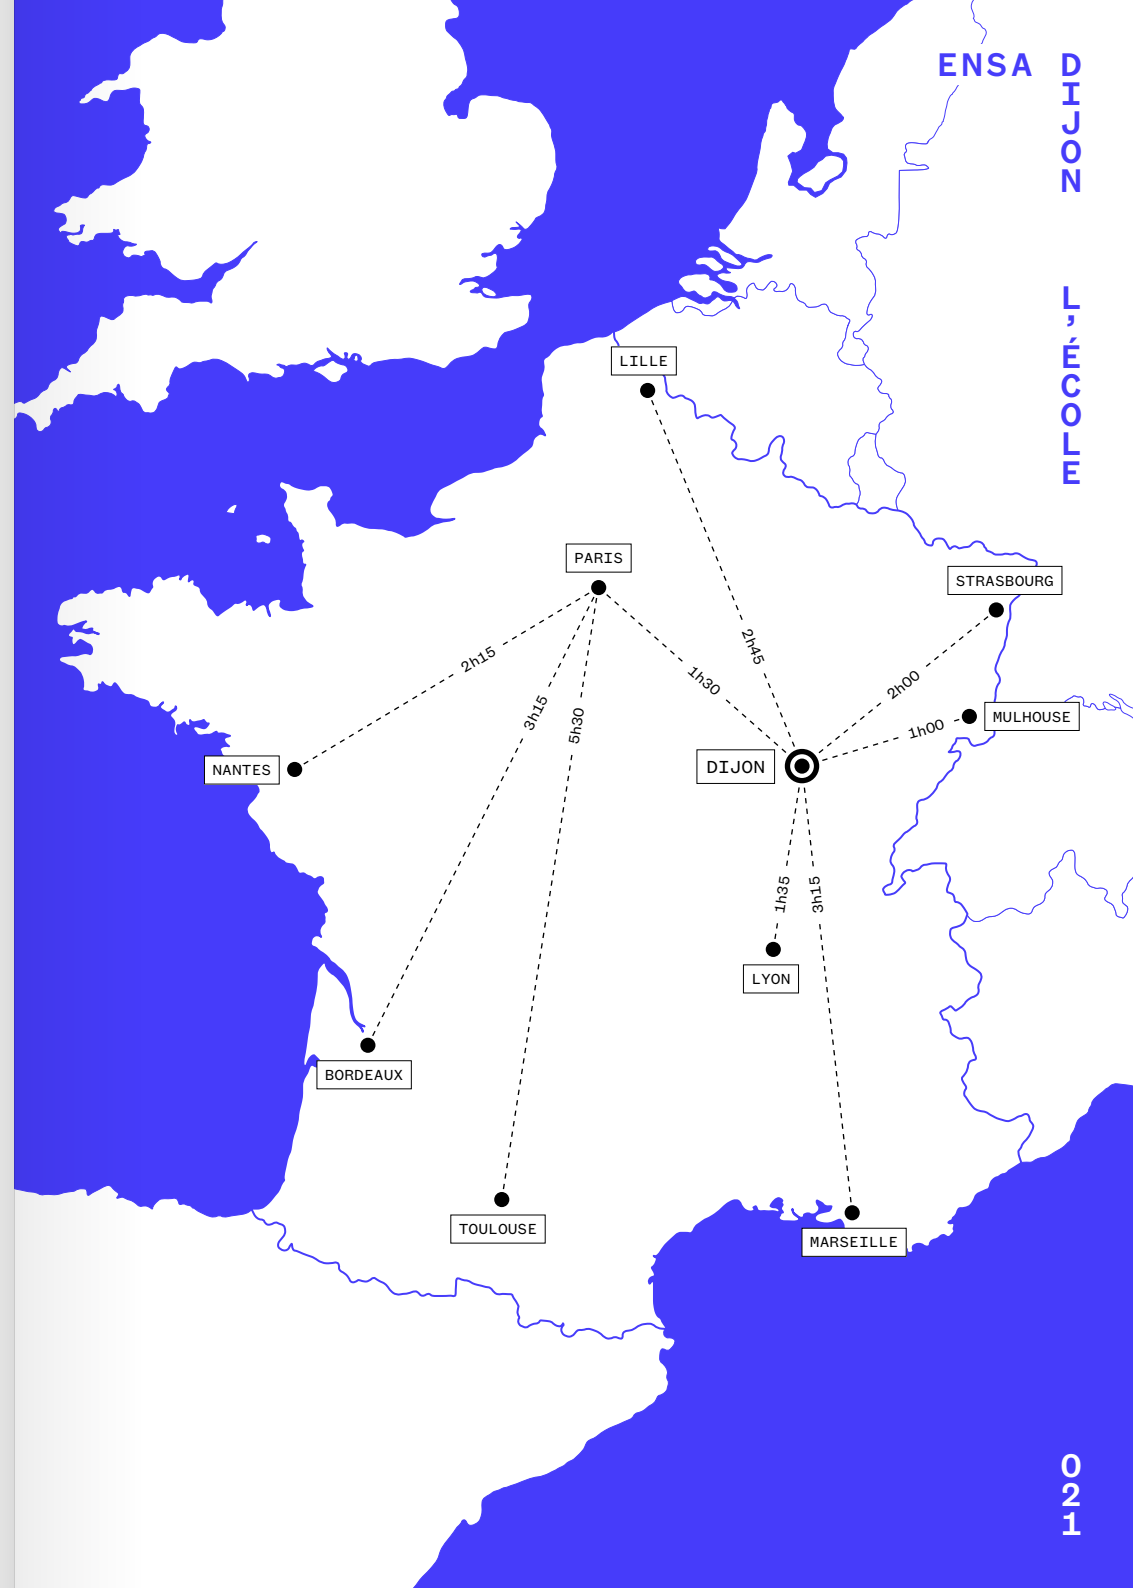 ENSA DIJON
L'ÉCOLE
LILLE
PARIS
STRASBOURG
2h45
2h15
1h30
2h00
3h15
5h30
1h00
MULHOUSE
NANTES
DIJON
1h35
3h15
LYON
BORDEAUX
TOULOUSE
MARSEILLE
021